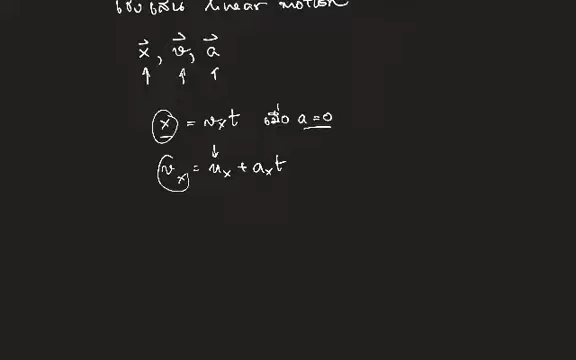 linear motion
x⃗, v⃗, a⃗
x = vₓt เมื่อ a = 0
vₓ = uₓ + aₓt